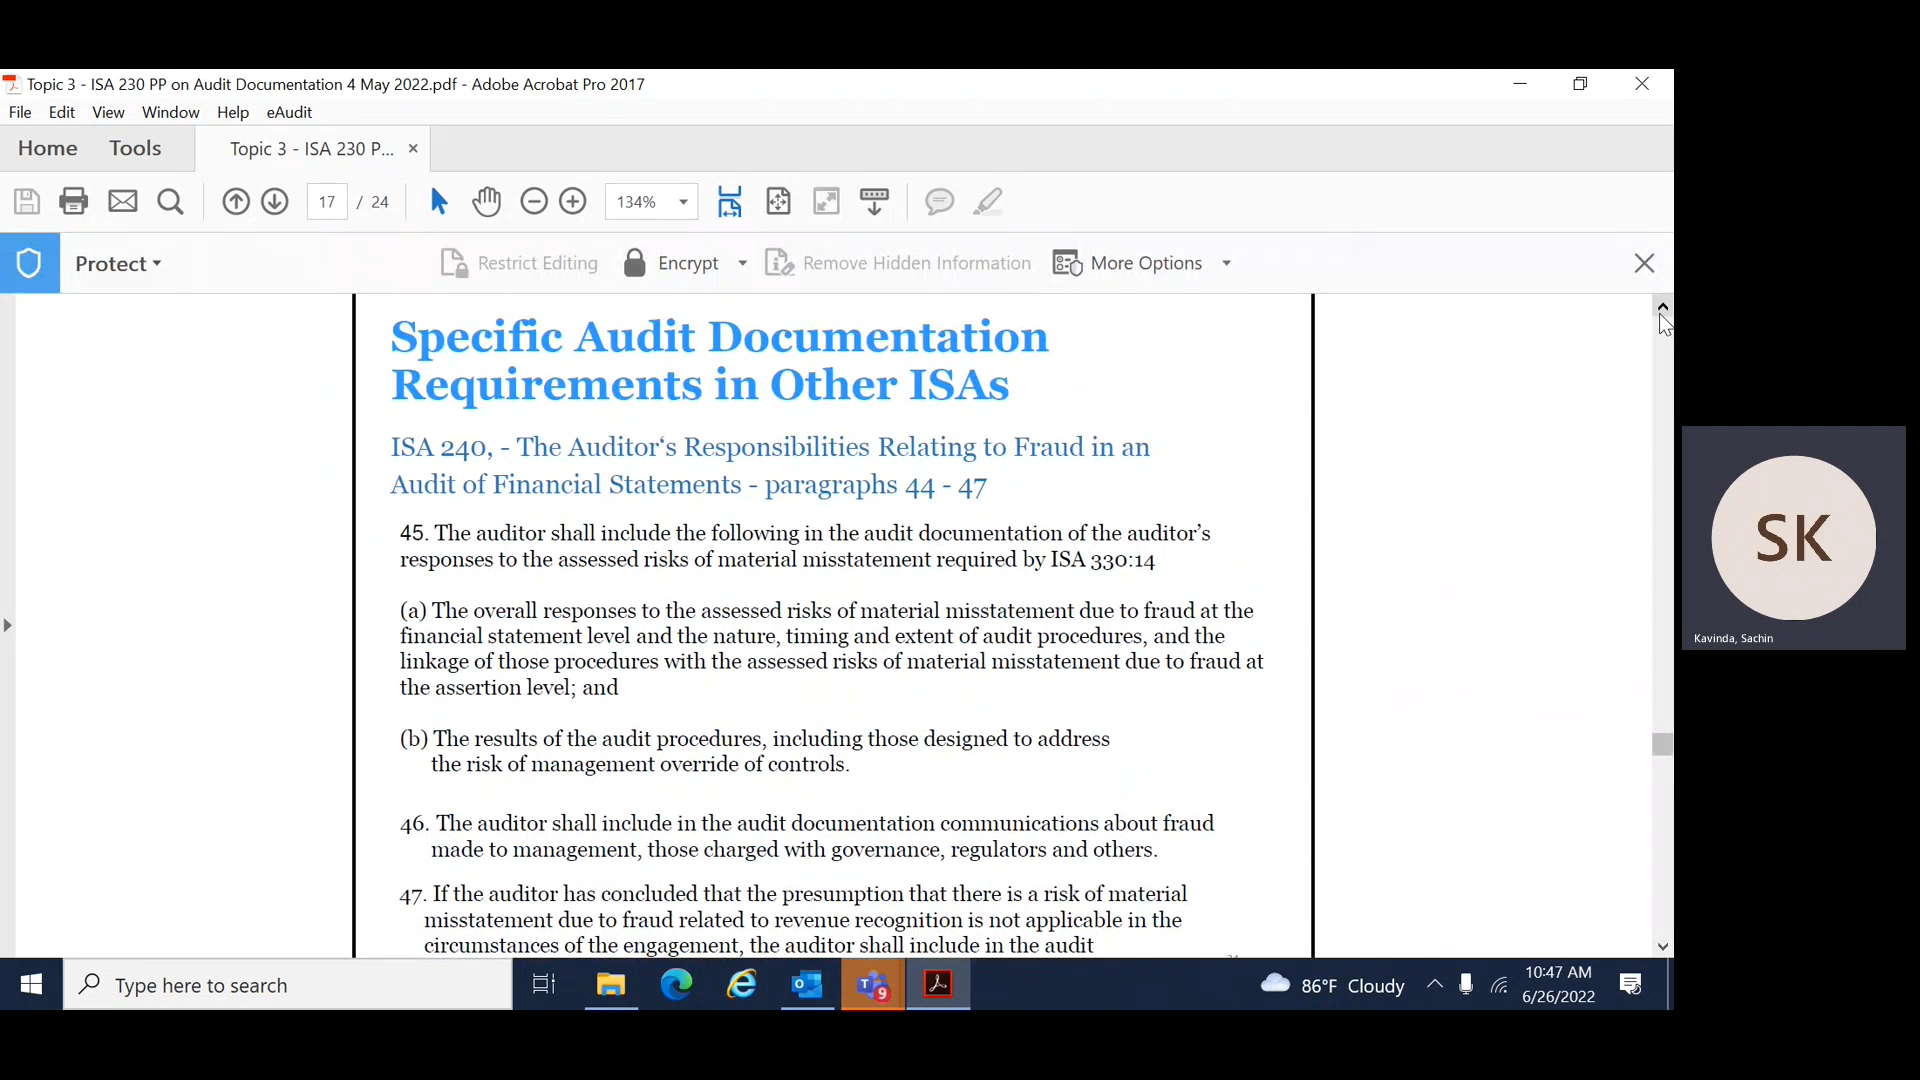 Topic 3 - ISA 230 PP on Audit Documentation 4 May 2022.pdf - Adobe Acrobat Pro 2017
File Edit View Window Help eAudit
Home Tools Topic 3 - ISA 230 P... ×
17 / 24 134%
Protect Restrict Editing Encrypt Remove Hidden Information More Options
Specific Audit Documentation
Requirements in Other ISAs
ISA 240, - The Auditor‘s Responsibilities Relating to Fraud in an
Audit of Financial Statements - paragraphs 44 - 47
45. The auditor shall include the following in the audit documentation of the auditor’s
responses to the assessed risks of material misstatement required by ISA 330:14
(a) The overall responses to the assessed risks of material misstatement due to fraud at the
financial statement level and the nature, timing and extent of audit procedures, and the
linkage of those procedures with the assessed risks of material misstatement due to fraud at
the assertion level; and
(b) The results of the audit procedures, including those designed to address
the risk of management override of controls.
46. The auditor shall include in the audit documentation communications about fraud
made to management, those charged with governance, regulators and others.
47. If the auditor has concluded that the presumption that there is a risk of material
misstatement due to fraud related to revenue recognition is not applicable in the
circumstances of the engagement, the auditor shall include in the audit
SK
Kavinda, Sachin
Type here to search
9
86°F Cloudy
10:47 AM
6/26/2022